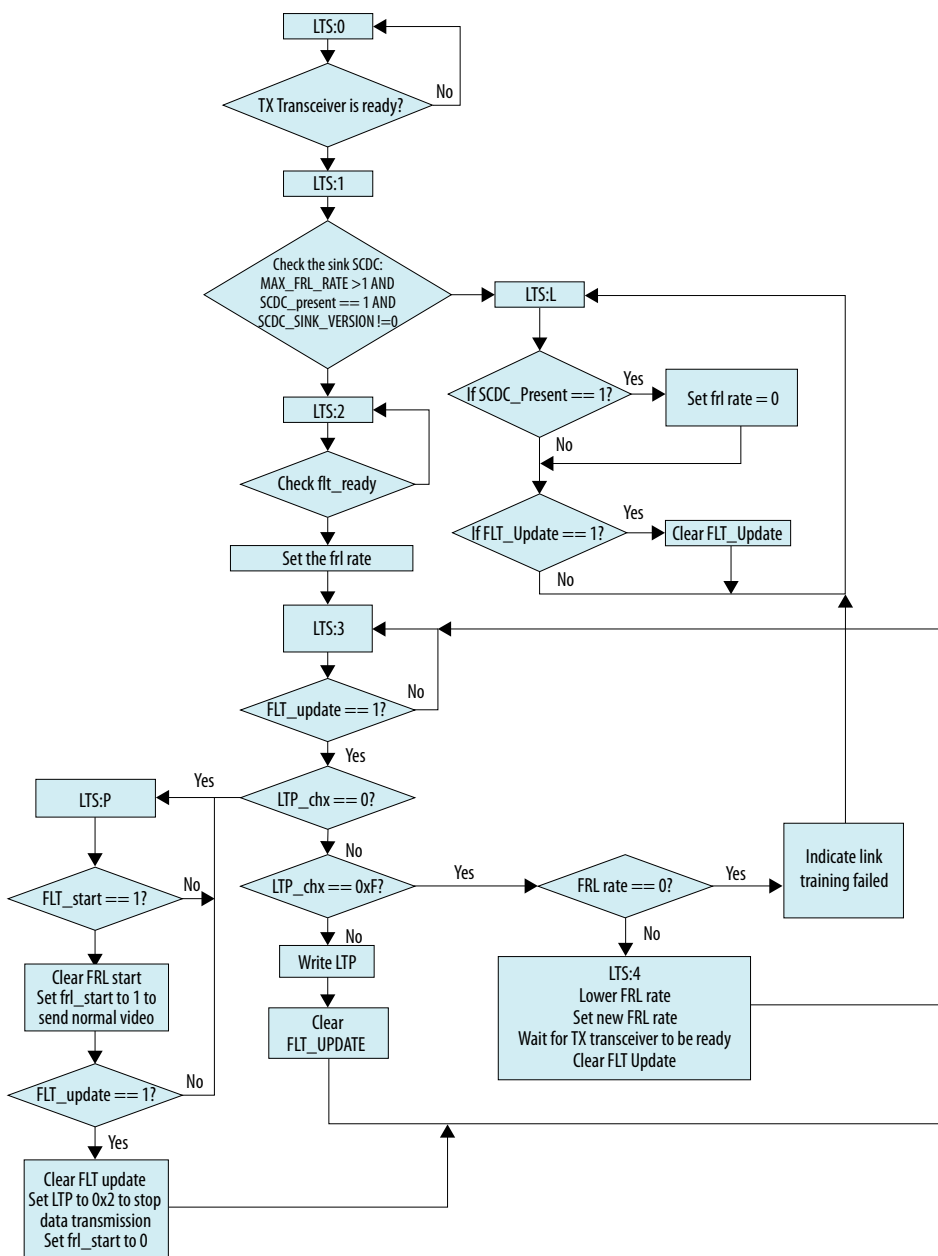 LTS:0
TX Transceiver is ready?
No
LTS:1
Check the sink SCDC:
MAX_FRL_RATE >1 AND
SCDC_present == 1 AND
SCDC_SINK_VERSION !=0
LTS:L
If SCDC_Present == 1?
Yes
Set frl rate = 0
No
LTS:2
Check flt_ready
If FLT_Update == 1?
Yes
Clear FLT_Update
No
Set the frl rate
LTS:3
FLT_update == 1?
No
Yes
LTP_chx == 0?
Yes
LTS:P
No
LTP_chx == 0xF?
Yes
FRL rate == 0?
Yes
Indicate link
training failed
FLT_start == 1?
No
No
Write LTP
No
LTS:4
Lower FRL rate
Set new FRL rate
Wait for TX transceiver to be ready
Clear FLT Update
Clear FRL start
Set frl_start to 1 to
send normal video
Clear
FLT_UPDATE
FLT_update == 1?
No
Yes
Clear FLT update
Set LTP to 0x2 to stop
data transmission
Set frl_start to 0